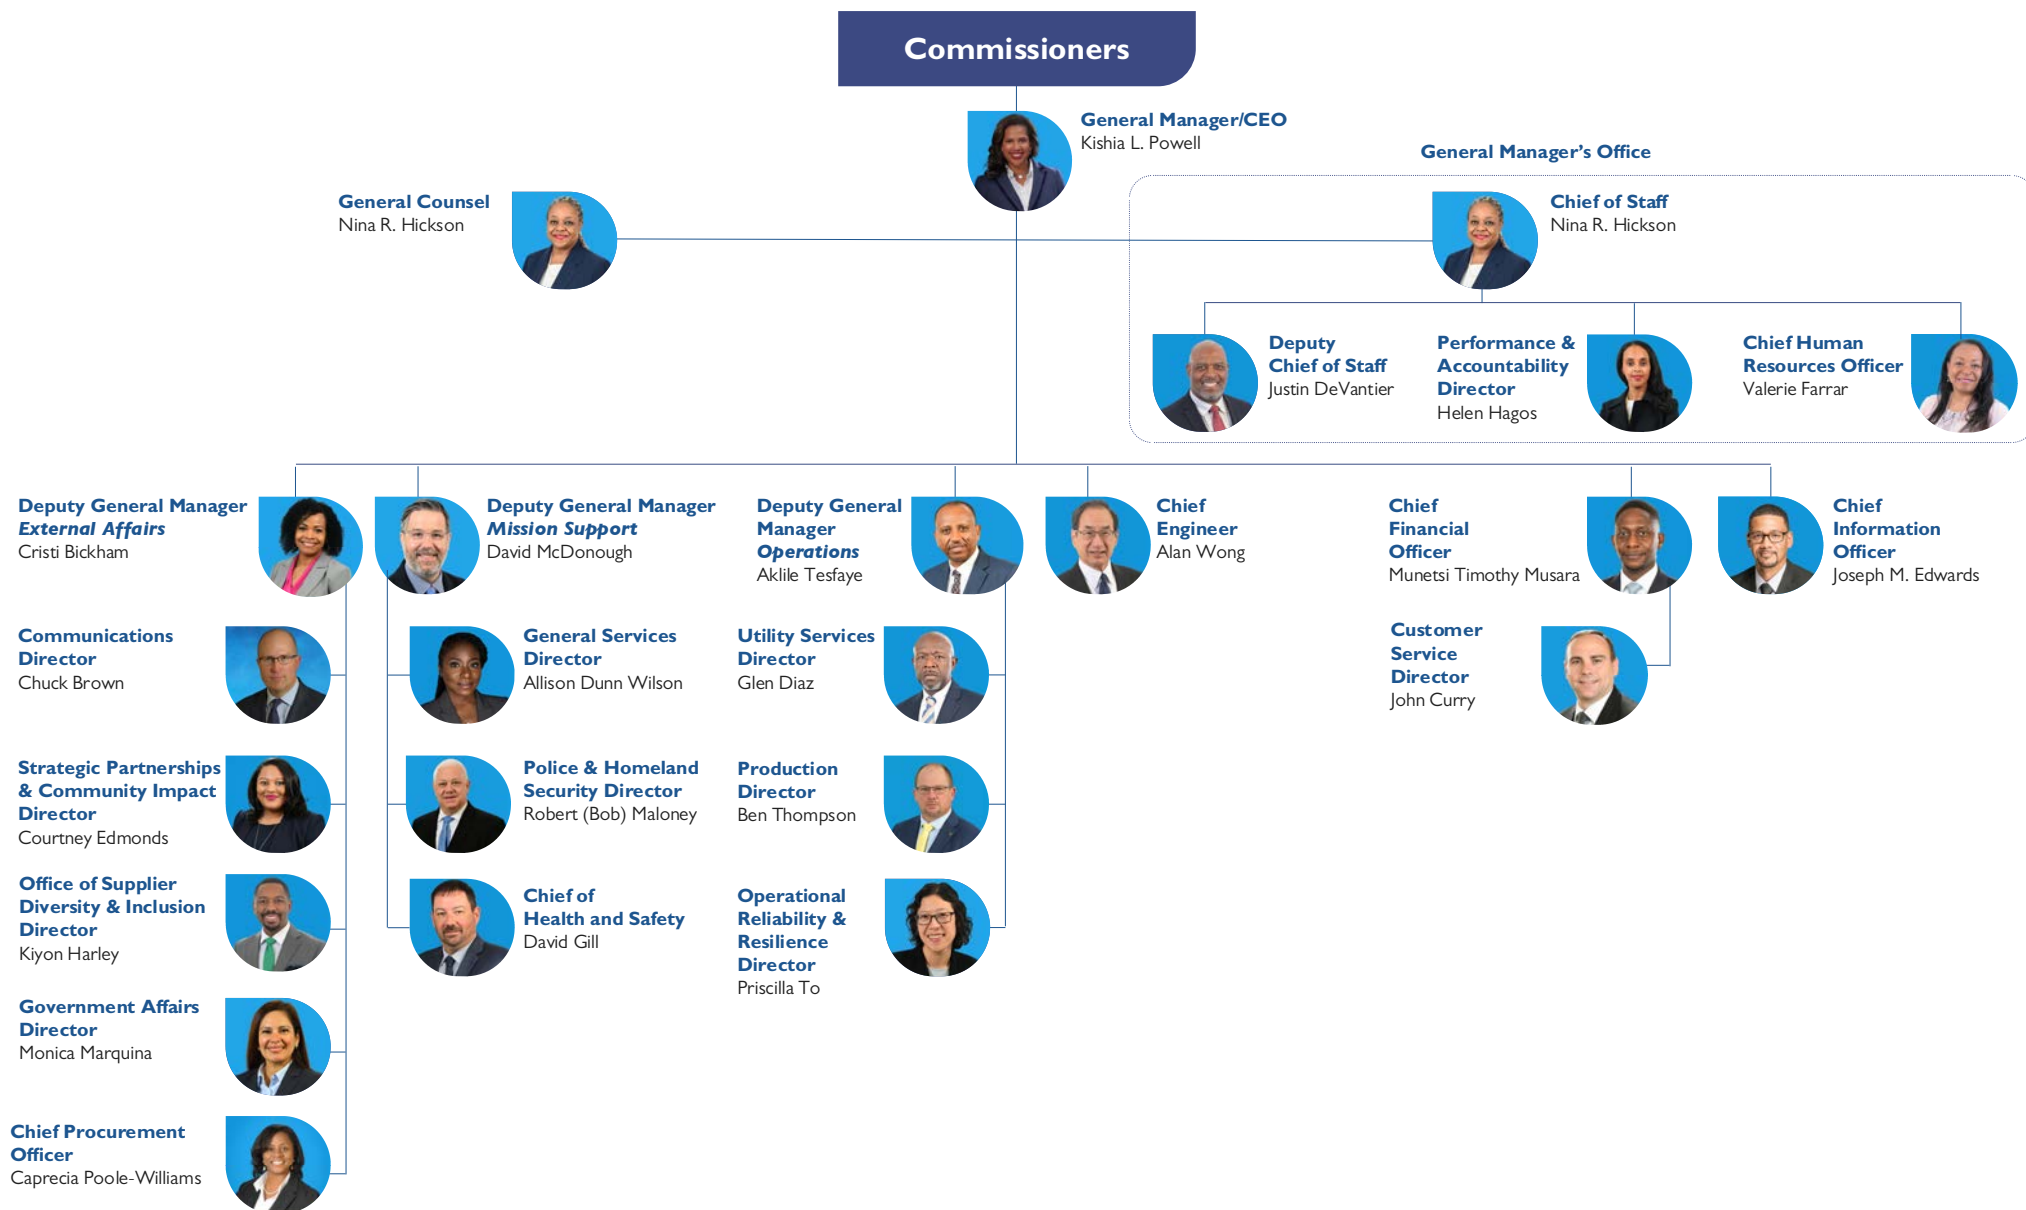 Commissioners
General Manager/CEO
Kishia L. Powell
General Manager’s Office
General Counsel
Nina R. Hickson
Chief of Staff
Nina R. Hickson
Deputy
Chief of Staff
Justin DeVantier
Performance &
Accountability
Director
Helen Hagos
Chief Human
Resources Officer
Valerie Farrar
Deputy General Manager
External Affairs
Cristi Bickham
Deputy General Manager
Mission Support
David McDonough
Deputy General
Manager
Operations
Aklile Tesfaye
Chief
Engineer
Alan Wong
Chief
Financial
Officer
Munetsi Timothy Musara
Chief
Information
Officer
Joseph M. Edwards
Communications
Director
Chuck Brown
General Services
Director
Allison Dunn Wilson
Utility Services
Director
Glen Diaz
Customer
Service
Director
John Curry
Strategic Partnerships
& Community Impact
Director
Courtney Edmonds
Police & Homeland
Security Director
Robert (Bob) Maloney
Production
Director
Ben Thompson
Office of Supplier
Diversity & Inclusion
Director
Kiyon Harley
Chief of
Health and Safety
David Gill
Operational
Reliability &
Resilience
Director
Priscilla To
Government Affairs
Director
Monica Marquina
Chief Procurement
Officer
Caprecia Poole-Williams